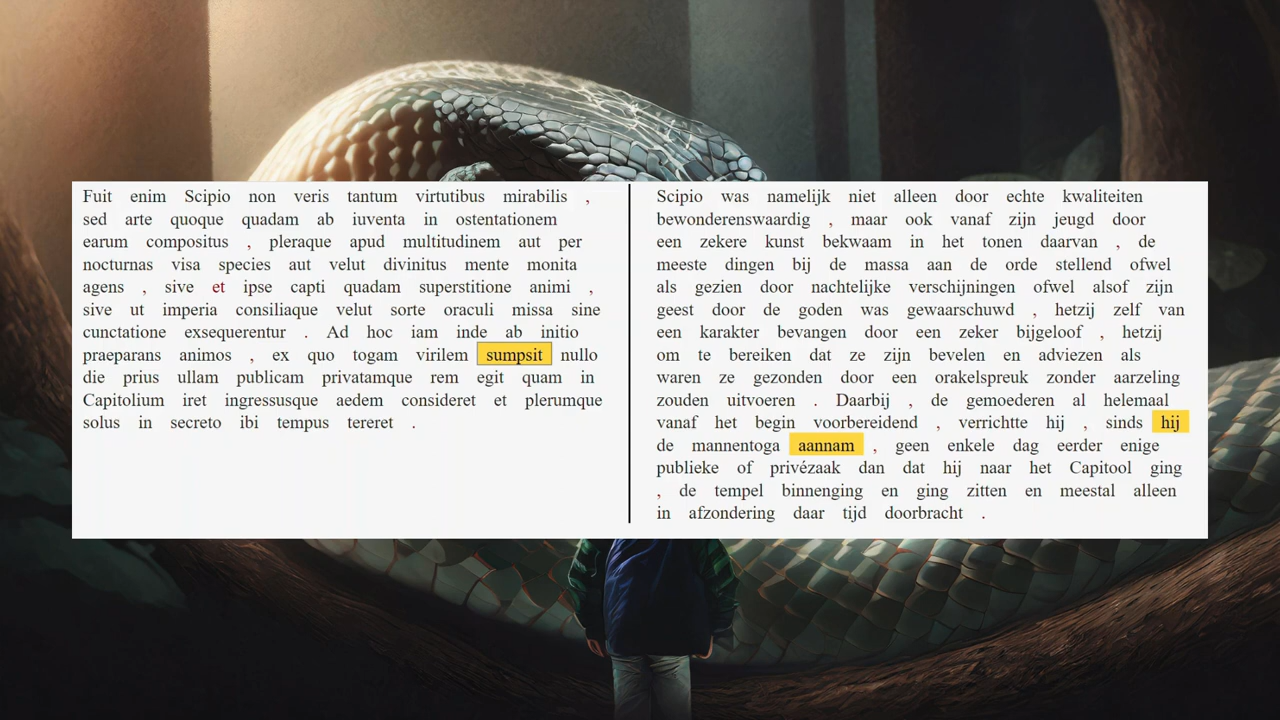 Fuit enim Scipio non veris tantum virtutibus mirabilis ,
sed arte quoque quadam ab iuventa in ostentationem
earum compositus , pleraque apud multitudinem aut per
nocturnas visa species aut velut divinitus mente monita
agens , sive et ipse capti quadam superstitione animi ,
sive ut imperia consiliaque velut sorte oraculi missa sine
cunctatione exsequerentur . Ad hoc iam inde ab initio
praeparans animos , ex quo togam virilem sumpsit nullo
die prius ullam publicam privatamque rem egit quam in
Capitolium iret ingressusque aedem consideret et plerumque
solus in secreto ibi tempus tereret .
Scipio was namelijk niet alleen door echte kwaliteiten
bewonderenswaardig , maar ook vanaf zijn jeugd door
een zekere kunst bekwaam in het tonen daarvan , de
meeste dingen bij de massa aan de orde stellend ofwel
als gezien door nachtelijke verschijningen ofwel alsof zijn
geest door de goden was gewaarschuwd , hetzij zelf van
een karakter bevangen door een zeker bijgeloof , hetzij
om te bereiken dat ze zijn bevelen en adviezen als
waren ze gezonden door een orakelspreuk zonder aarzeling
zouden uitvoeren . Daarbij , de gemoederen al helemaal
vanaf het begin voorbereidend , verrichtte hij , sinds hij
de mannentoga aannam , geen enkele dag eerder enige
publieke of privézaak dan dat hij naar het Capitool ging
, de tempel binnenging en ging zitten en meestal alleen
in afzondering daar tijd doorbracht .